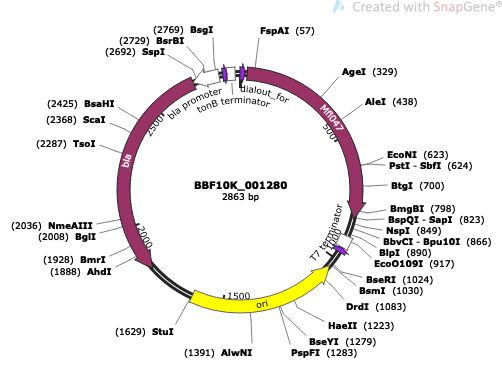 Created with SnapGene®
(2769) BsgI
(2729) BsrBI
(2692) SspI
FspAI (57)
AgeI (329)
AleI (438)
EcoNI (623)
PstI - SbfI (624)
BtgI (700)
BmgBI (798)
BspQI - SapI (823)
NspI (849)
BbvCI - Bpu10I (866)
BlpI (890)
EcoO109I (917)
BseRI (1024)
BsmI (1030)
DrdI (1083)
HaeII (1223)
BseYI (1279)
PspFI (1283)
(1391) AlwNI
(1629) StuI
(1888) AhdI
(1928) BmrI
(2008) BglI
(2036) NmeAIII
(2287) TsoI
(2368) ScaI
(2425) BsaHI
bla promoter
tonB terminator
dialout_for
Mfl047
T7 terminator
ori
bla
500
1000
1500
2000
2500
BBF10K_001280
2863 bp